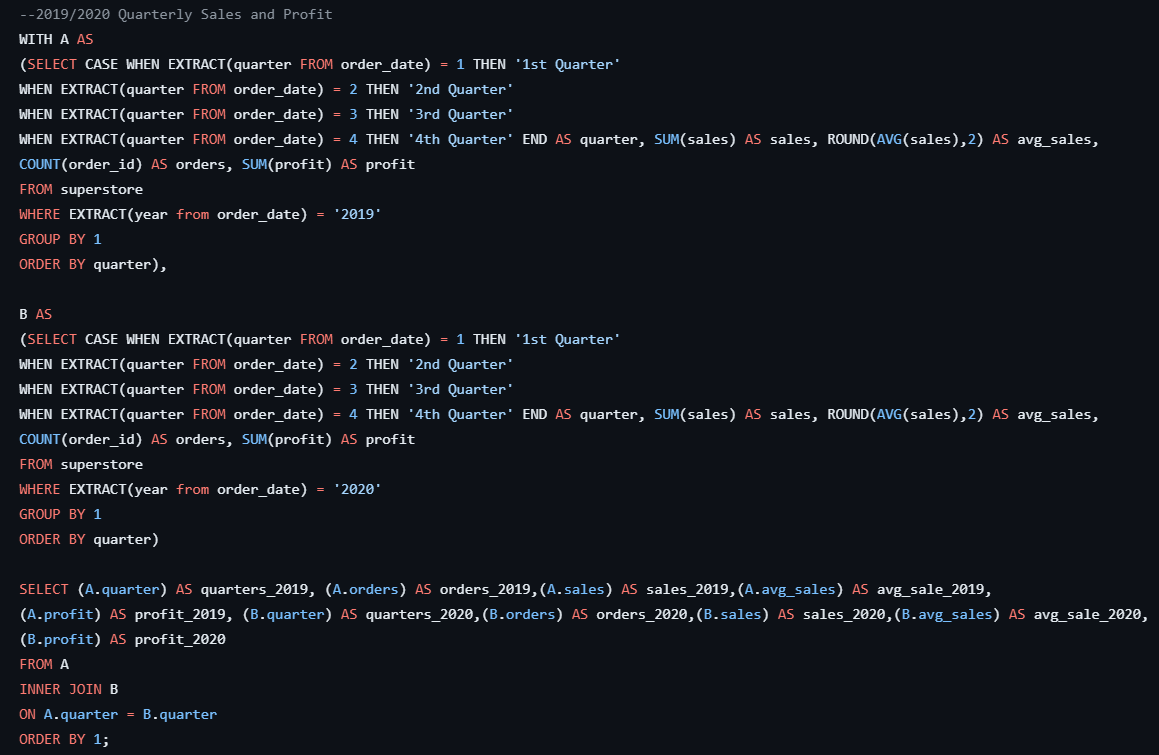 --2019/2020 Quarterly Sales and Profit
WITH A AS
(SELECT CASE WHEN EXTRACT(quarter FROM order_date) = 1 THEN '1st Quarter'
WHEN EXTRACT(quarter FROM order_date) = 2 THEN '2nd Quarter'
WHEN EXTRACT(quarter FROM order_date) = 3 THEN '3rd Quarter'
WHEN EXTRACT(quarter FROM order_date) = 4 THEN '4th Quarter' END AS quarter, SUM(sales) AS sales, ROUND(AVG(sales),2) AS avg_sales,
COUNT(order_id) AS orders, SUM(profit) AS profit
FROM superstore
WHERE EXTRACT(year from order_date) = '2019'
GROUP BY 1
ORDER BY quarter),
B AS
(SELECT CASE WHEN EXTRACT(quarter FROM order_date) = 1 THEN '1st Quarter'
WHEN EXTRACT(quarter FROM order_date) = 2 THEN '2nd Quarter'
WHEN EXTRACT(quarter FROM order_date) = 3 THEN '3rd Quarter'
WHEN EXTRACT(quarter FROM order_date) = 4 THEN '4th Quarter' END AS quarter, SUM(sales) AS sales, ROUND(AVG(sales),2) AS avg_sales,
COUNT(order_id) AS orders, SUM(profit) AS profit
FROM superstore
WHERE EXTRACT(year from order_date) = '2020'
GROUP BY 1
ORDER BY quarter)
SELECT (A.quarter) AS quarters_2019, (A.orders) AS orders_2019,(A.sales) AS sales_2019,(A.avg_sales) AS avg_sale_2019,
(A.profit) AS profit_2019, (B.quarter) AS quarters_2020,(B.orders) AS orders_2020,(B.sales) AS sales_2020,(B.avg_sales) AS avg_sale_2020,
(B.profit) AS profit_2020
FROM A
INNER JOIN B
ON A.quarter = B.quarter
ORDER BY 1;